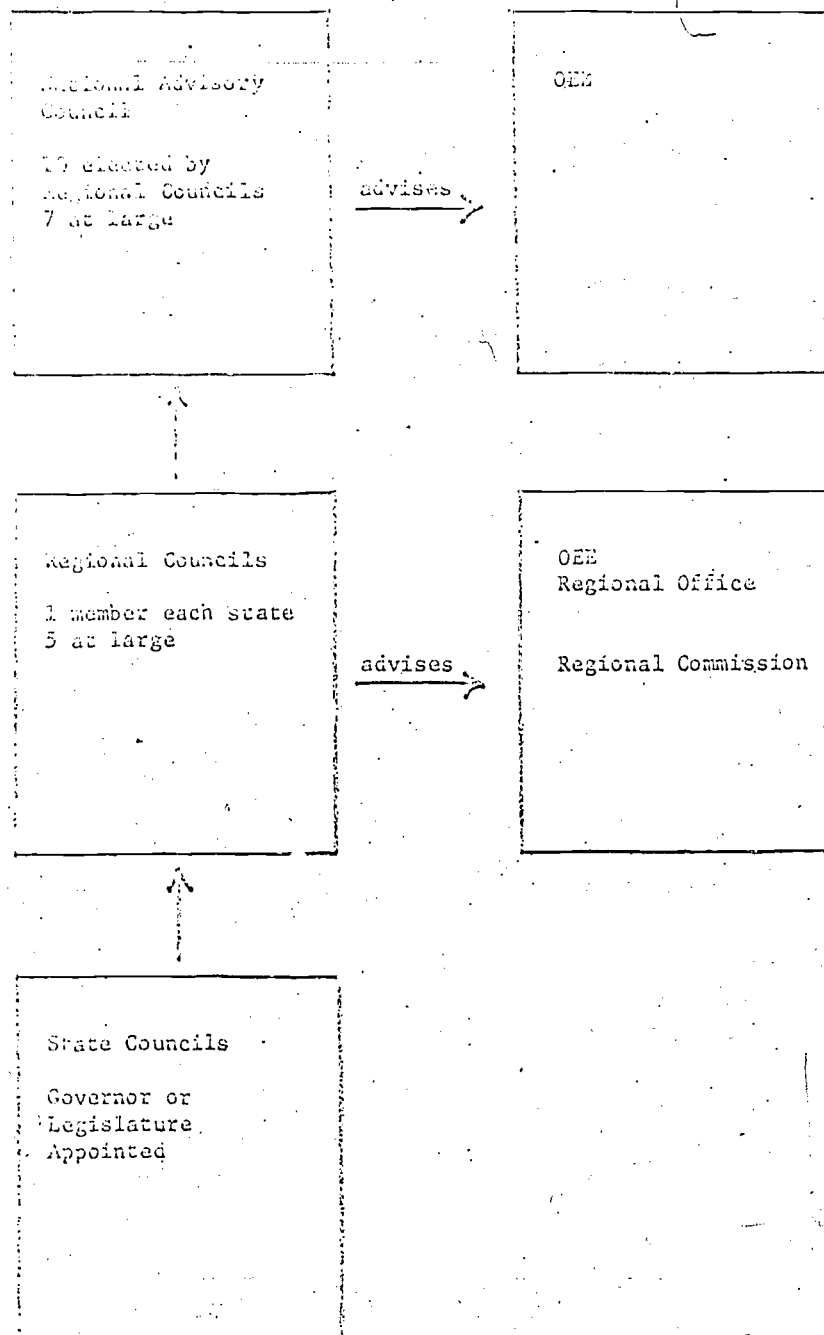 National Advisory
Council
10 elected by
Regional Councils
7 at large
advises
OEE
Regional Councils
1 member each state
5 at large
advises
OEE
Regional Office
Regional Commission
State Councils
Governor or
Legislature
Appointed